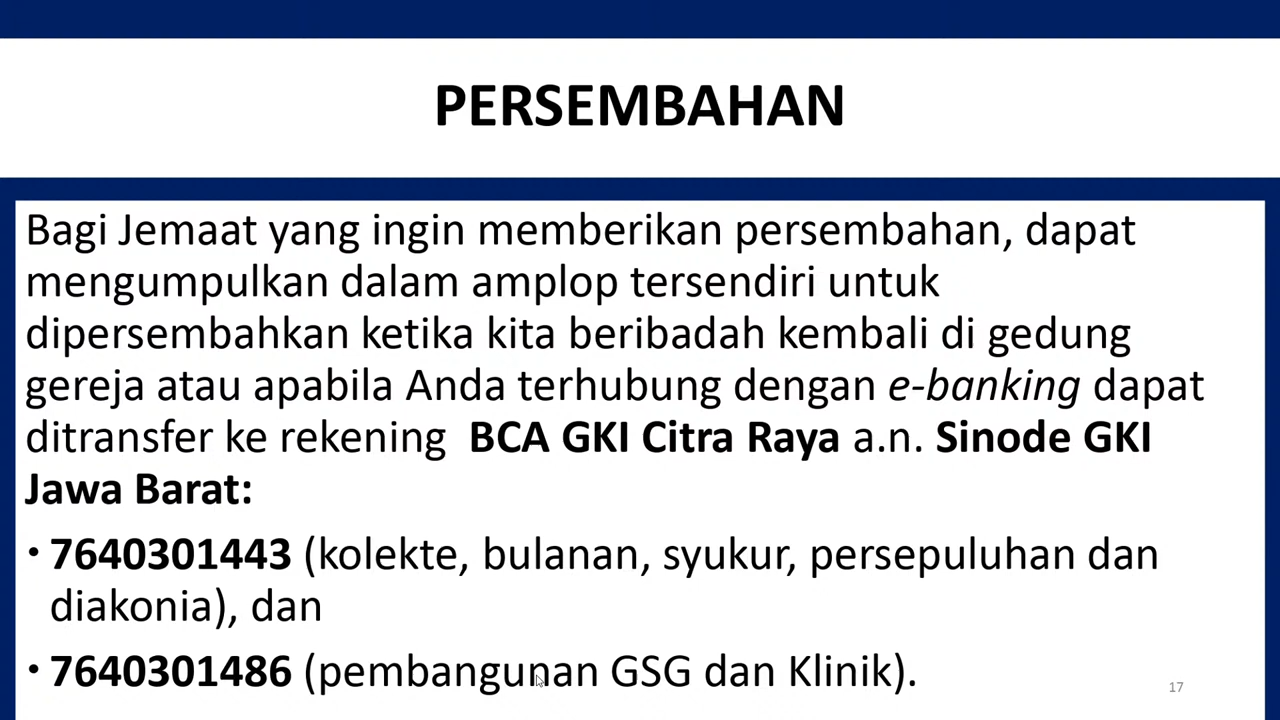 PERSEMBAHAN
Bagi Jemaat yang ingin memberikan persembahan, dapat
mengumpulkan dalam amplop tersendiri untuk
dipersembahkan ketika kita beribadah kembali di gedung
gereja atau apabila Anda terhubung dengan e-banking dapat
ditransfer ke rekening BCA GKI Citra Raya a.n. Sinode GKI
Jawa Barat:
• 7640301443 (kolekte, bulanan, syukur, persepuluhan dan
diakonia), dan
• 7640301486 (pembangunan GSG dan Klinik).
17